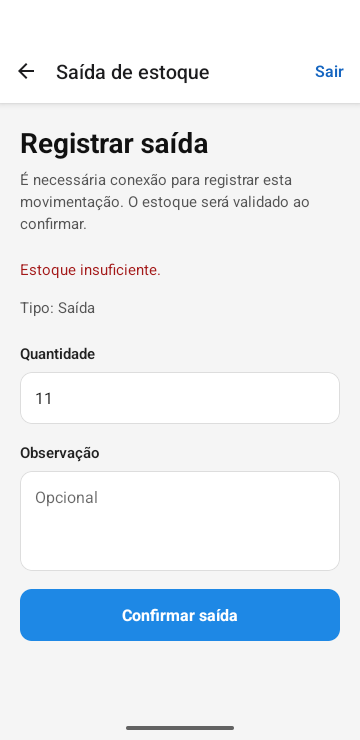 Saída de estoque
Sair
Registrar saída
É necessária conexão para registrar esta
movimentação. O estoque será validado ao
confirmar.
Estoque insuficiente.
Tipo: Saída
Quantidade
11
Observação
Opcional
Confirmar saída